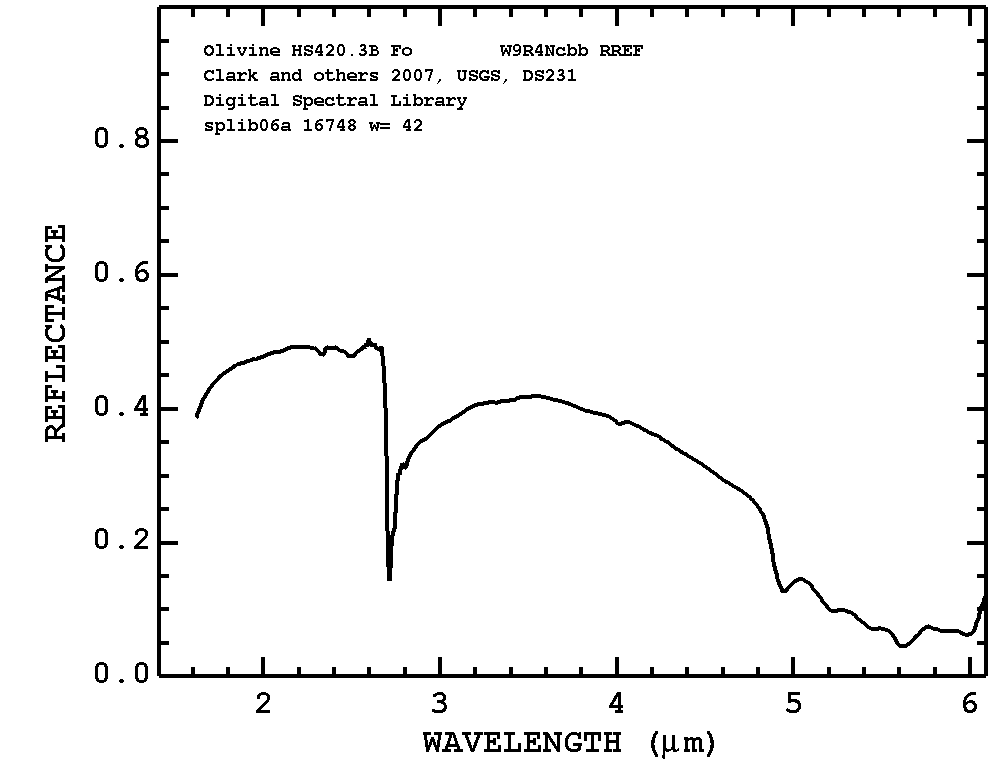 Olivine HS420.3B Fo W9R4Ncbb RREF
Clark and others 2007, USGS, DS231
Digital Spectral Library
splib06a 16748 w= 42
0.8
0.6
0.4
0.2
0.0
REFLECTANCE
2 3 4 5 6
WAVELENGTH (μm)